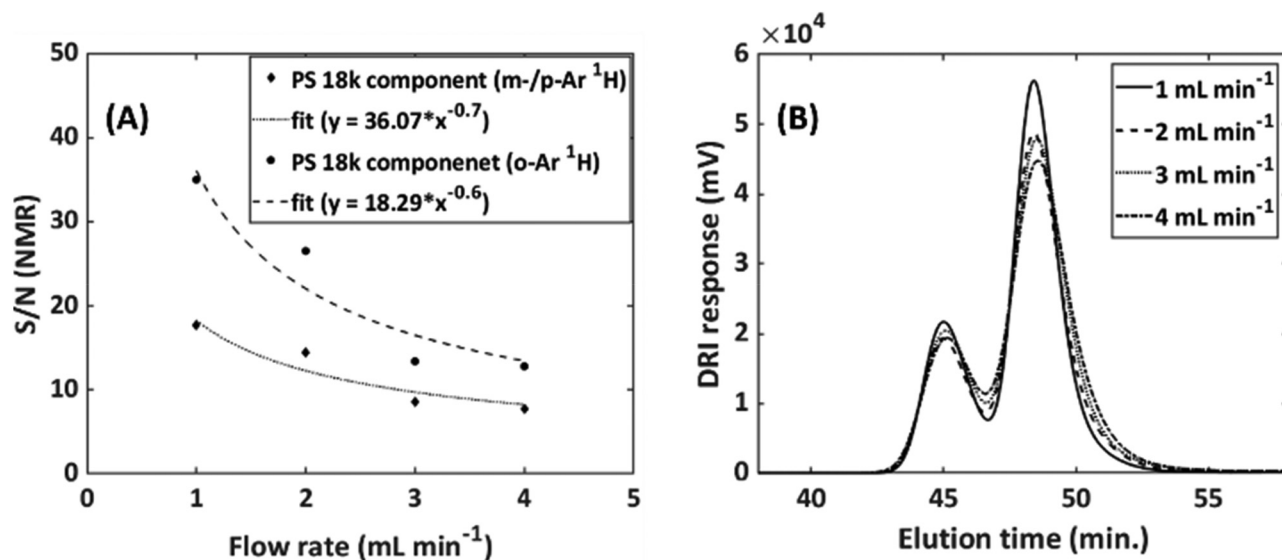 (A)
PS 18k component (m-/p-Ar ¹H)
fit (y = 36.07*x⁻⁰·⁷)
PS 18k componenet (o-Ar ¹H)
fit (y = 18.29*x⁻⁰·⁶)
50
40
30
20
10
0
S/N (NMR)
0 1 2 3 4 5
Flow rate (mL min⁻¹)
×10⁴
(B)
1 mL min⁻¹
2 mL min⁻¹
3 mL min⁻¹
4 mL min⁻¹
6
5
4
3
2
1
0
DRI response (mV)
40 45 50 55
Elution time (min.)